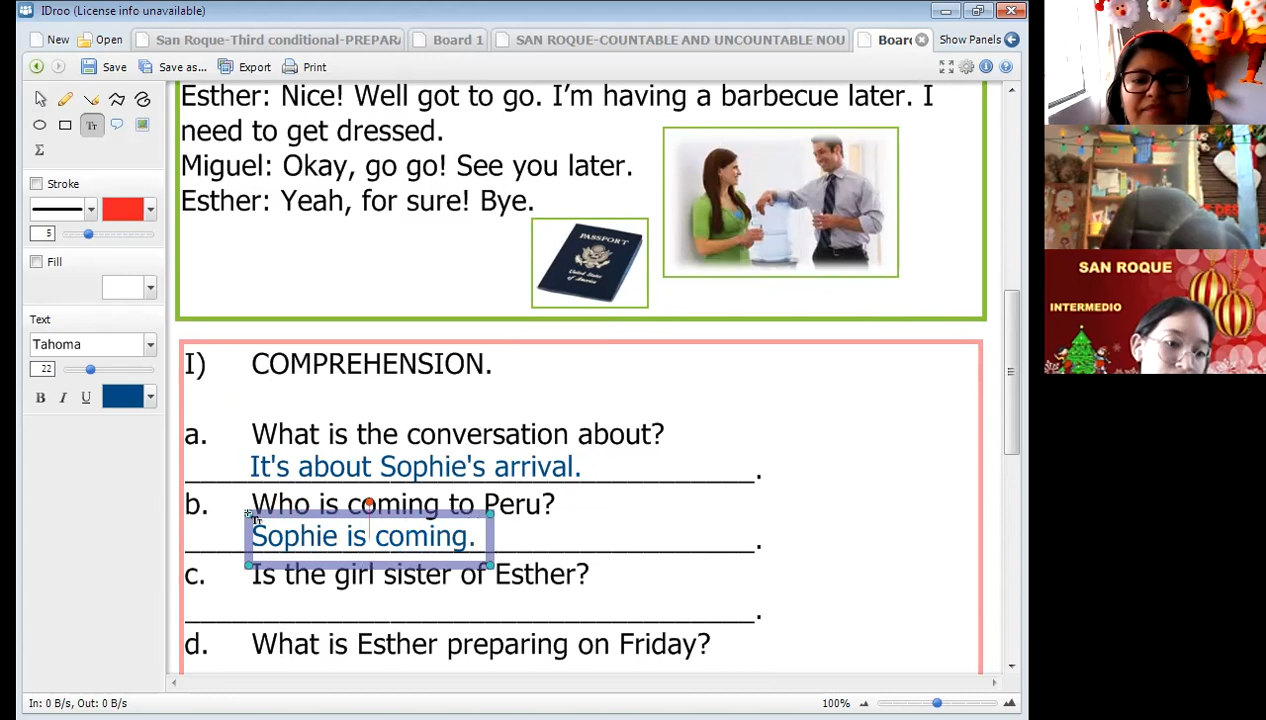 IDroo (License info unavailable)
New
Open
San Roque-Third conditional-PREPAR
Board 1
SAN ROQUE-COUNTABLE AND UNCOUNTABLE NOU
Board
Show Panels
Save
Save as...
Export
Print
Stroke
5
Fill
Text
Tahoma
22
B I U
Esther: Nice! Well got to go. I'm having a barbecue later. I
need to get dressed.
Miguel: Okay, go go! See you later.
Esther: Yeah, for sure! Bye.
PASSPORT
United States
of America
I) COMPREHENSION.
a. What is the conversation about?
It's about Sophie's arrival.
b. Who is coming to Peru?
Sophie is coming.
c. Is the girl sister of Esther?
d. What is Esther preparing on Friday?
In: 0 B/s, Out: 0 B/s
100%
SAN ROQUE
INTERMEDIO